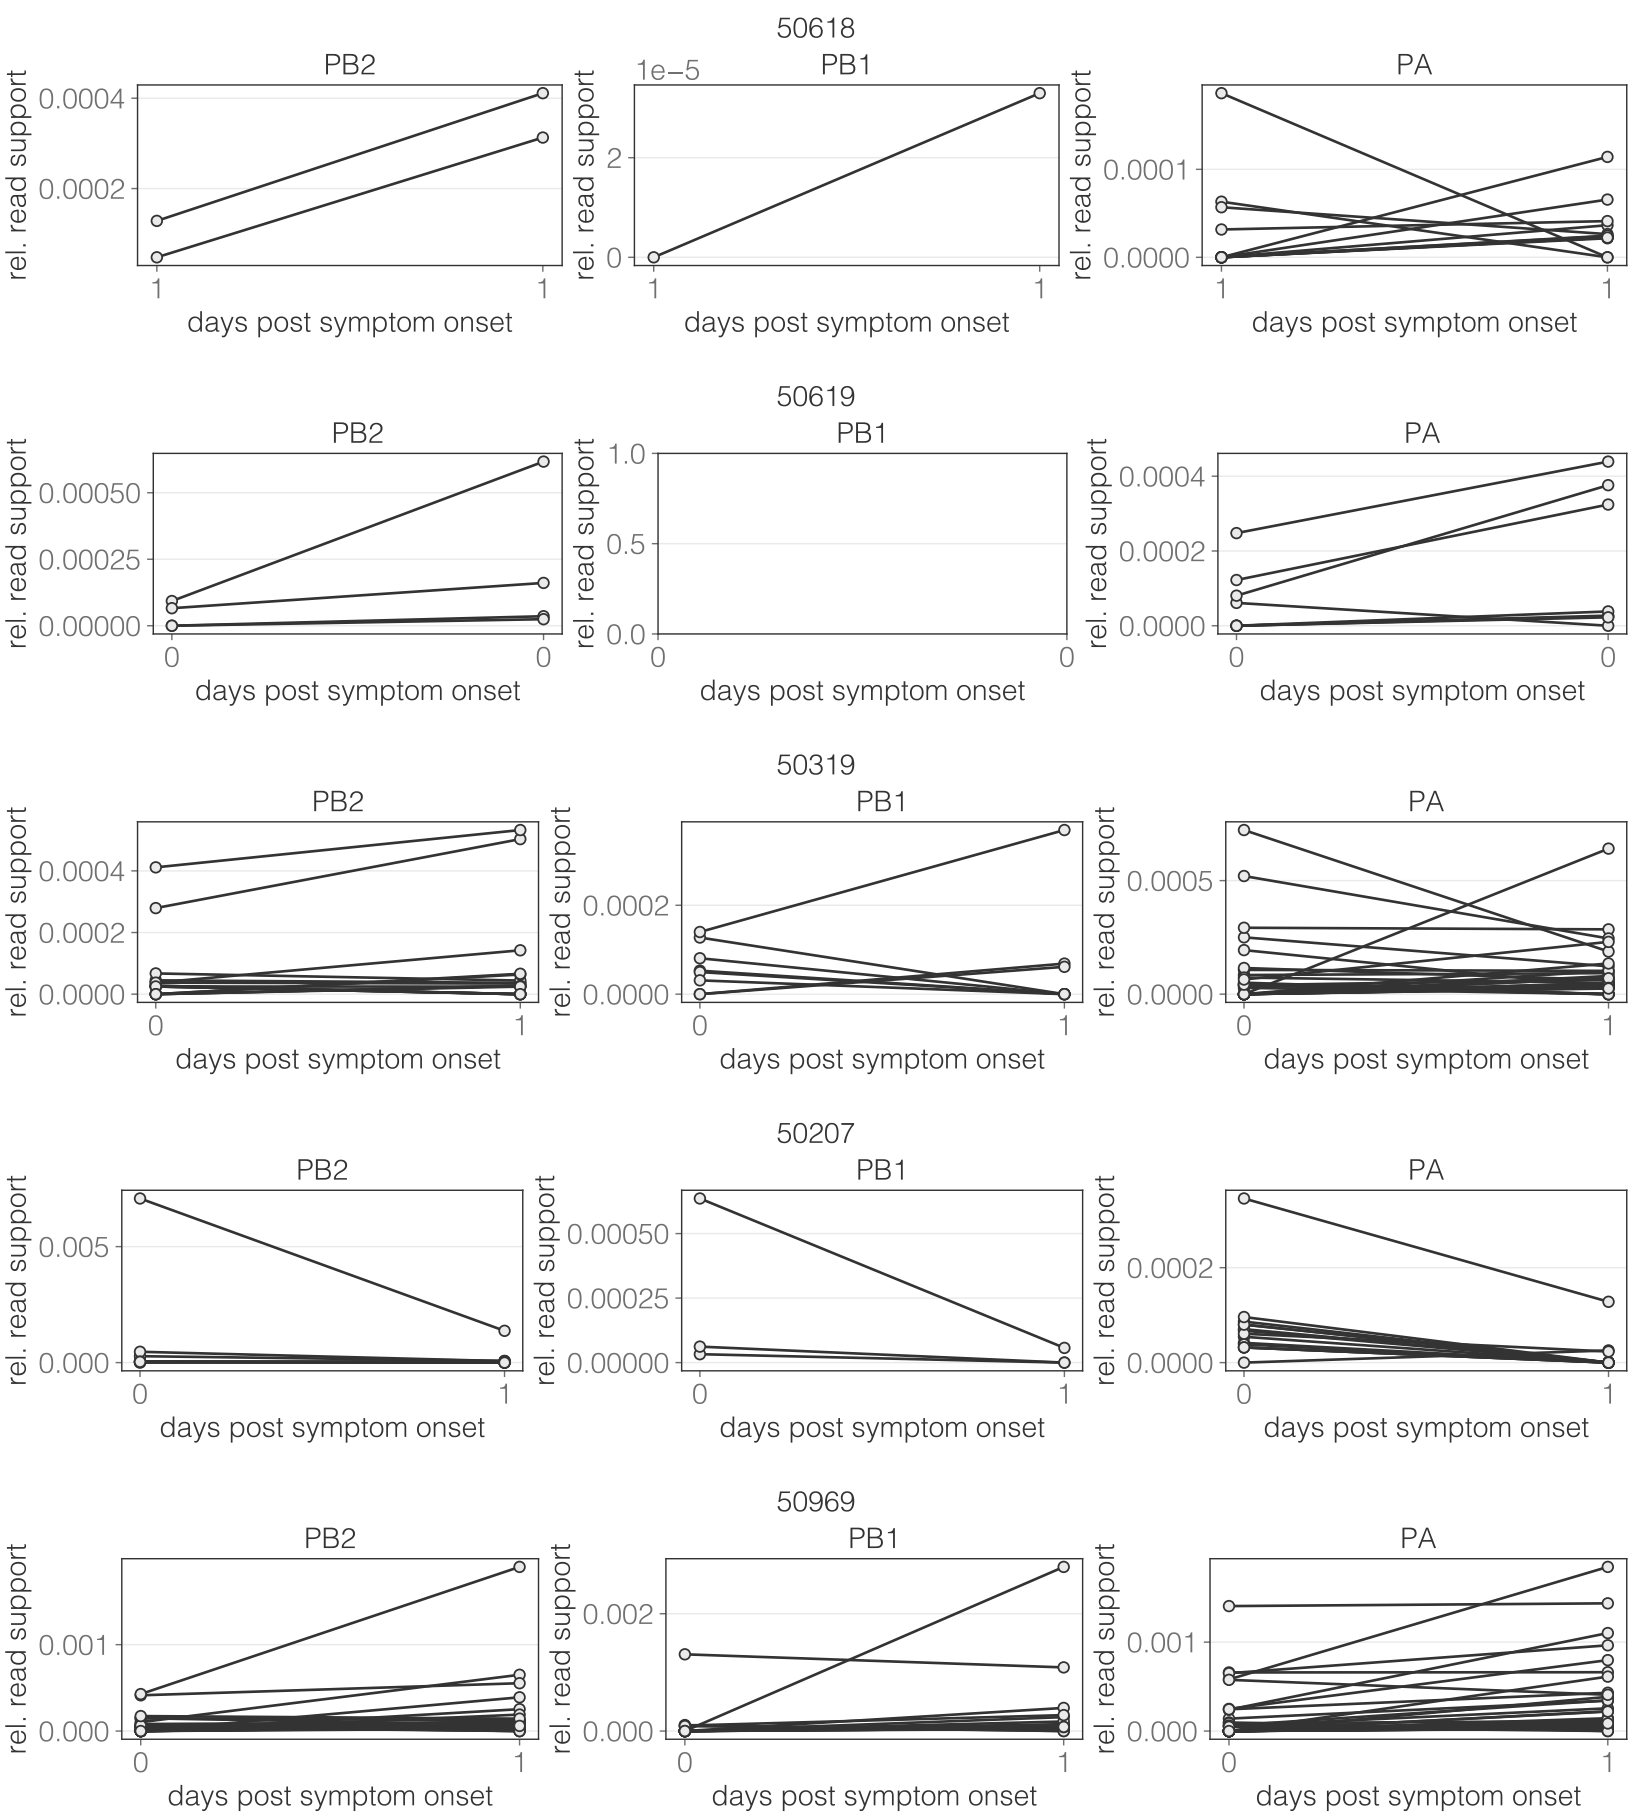 50618
PB2 PB1 PA
rel. read support 0.0004 0.0002 1 1 days post symptom onset
rel. read support 1e−5 2 0 1 1 days post symptom onset
rel. read support 0.0001 0.0000 1 1 days post symptom onset
50619
PB2 PB1 PA
rel. read support 0.00050 0.00025 0.00000 0 0 days post symptom onset
rel. read support 1.0 0.5 0.0 0 0 days post symptom onset
rel. read support 0.0004 0.0002 0.0000 0 0 days post symptom onset
50319
PB2 PB1 PA
rel. read support 0.0004 0.0002 0.0000 0 1 days post symptom onset
rel. read support 0.0002 0.0000 0 1 days post symptom onset
rel. read support 0.0005 0.0000 0 1 days post symptom onset
50207
PB2 PB1 PA
rel. read support 0.005 0.000 0 1 days post symptom onset
rel. read support 0.00050 0.00025 0.00000 0 1 days post symptom onset
rel. read support 0.0002 0.0000 0 1 days post symptom onset
50969
PB2 PB1 PA
rel. read support 0.001 0.000 0 1 days post symptom onset
rel. read support 0.002 0.000 0 1 days post symptom onset
rel. read support 0.001 0.000 0 1 days post symptom onset